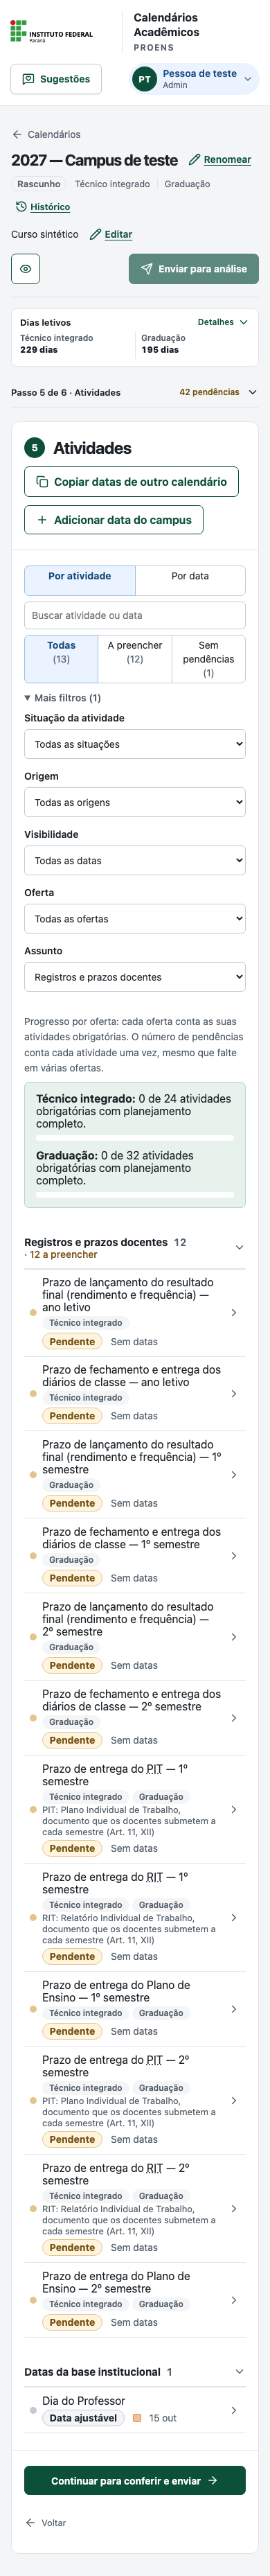 INSTITUTO FEDERAL
Paraná
Calendários
Acadêmicos
PROENS
Sugestões
PT
Pessoa de teste
Admin
Calendários
2027 — Campus de teste
Renomear
Rascunho
Técnico integrado
Graduação
Histórico
Curso sintético
Editar
Enviar para análise
Dias letivos
Detalhes
Técnico integrado
229 dias
Graduação
195 dias
Passo 5 de 6 · Atividades
42 pendências
5
Atividades
Copiar datas de outro calendário
Adicionar data do campus
Por atividade
Por data
Buscar atividade ou data
Todas
(13)
A preencher
(12)
Sem
pendências
(1)
Mais filtros (1)
Situação da atividade
Todas as situações
Origem
Todas as origens
Visibilidade
Todas as datas
Oferta
Todas as ofertas
Assunto
Registros e prazos docentes
Progresso por oferta: cada oferta conta as suas
atividades obrigatórias. O número de pendências
conta cada atividade uma vez, mesmo que falte
em várias ofertas.
Técnico integrado: 0 de 24 atividades
obrigatórias com planejamento
completo.
Graduação: 0 de 32 atividades
obrigatórias com planejamento
completo.
Registros e prazos docentes 12
· 12 a preencher
Prazo de lançamento do resultado
final (rendimento e frequência) —
ano letivo
Técnico integrado
Pendente Sem datas
Prazo de fechamento e entrega dos
diários de classe — ano letivo
Técnico integrado
Pendente Sem datas
Prazo de lançamento do resultado
final (rendimento e frequência) — 1º
semestre
Graduação
Pendente Sem datas
Prazo de fechamento e entrega dos
diários de classe — 1º semestre
Graduação
Pendente Sem datas
Prazo de lançamento do resultado
final (rendimento e frequência) —
2º semestre
Graduação
Pendente Sem datas
Prazo de fechamento e entrega dos
diários de classe — 2º semestre
Graduação
Pendente Sem datas
Prazo de entrega do PIT — 1º
semestre
Técnico integrado Graduação
PIT: Plano Individual de Trabalho,
documento que os docentes submetem a
cada semestre (Art. 11, XII)
Pendente Sem datas
Prazo de entrega do RIT — 1º
semestre
Técnico integrado Graduação
RIT: Relatório Individual de Trabalho,
documento que os docentes submetem a
cada semestre (Art. 11, XII)
Pendente Sem datas
Prazo de entrega do Plano de
Ensino — 1º semestre
Técnico integrado Graduação
Pendente Sem datas
Prazo de entrega do PIT — 2º
semestre
Técnico integrado Graduação
PIT: Plano Individual de Trabalho,
documento que os docentes submetem a
cada semestre (Art. 11, XII)
Pendente Sem datas
Prazo de entrega do RIT — 2º
semestre
Técnico integrado Graduação
RIT: Relatório Individual de Trabalho,
documento que os docentes submetem a
cada semestre (Art. 11, XII)
Pendente Sem datas
Prazo de entrega do Plano de
Ensino — 2º semestre
Técnico integrado Graduação
Pendente Sem datas
Datas da base institucional 1
Dia do Professor
Data ajustável 15 out
Continuar para conferir e enviar
Voltar